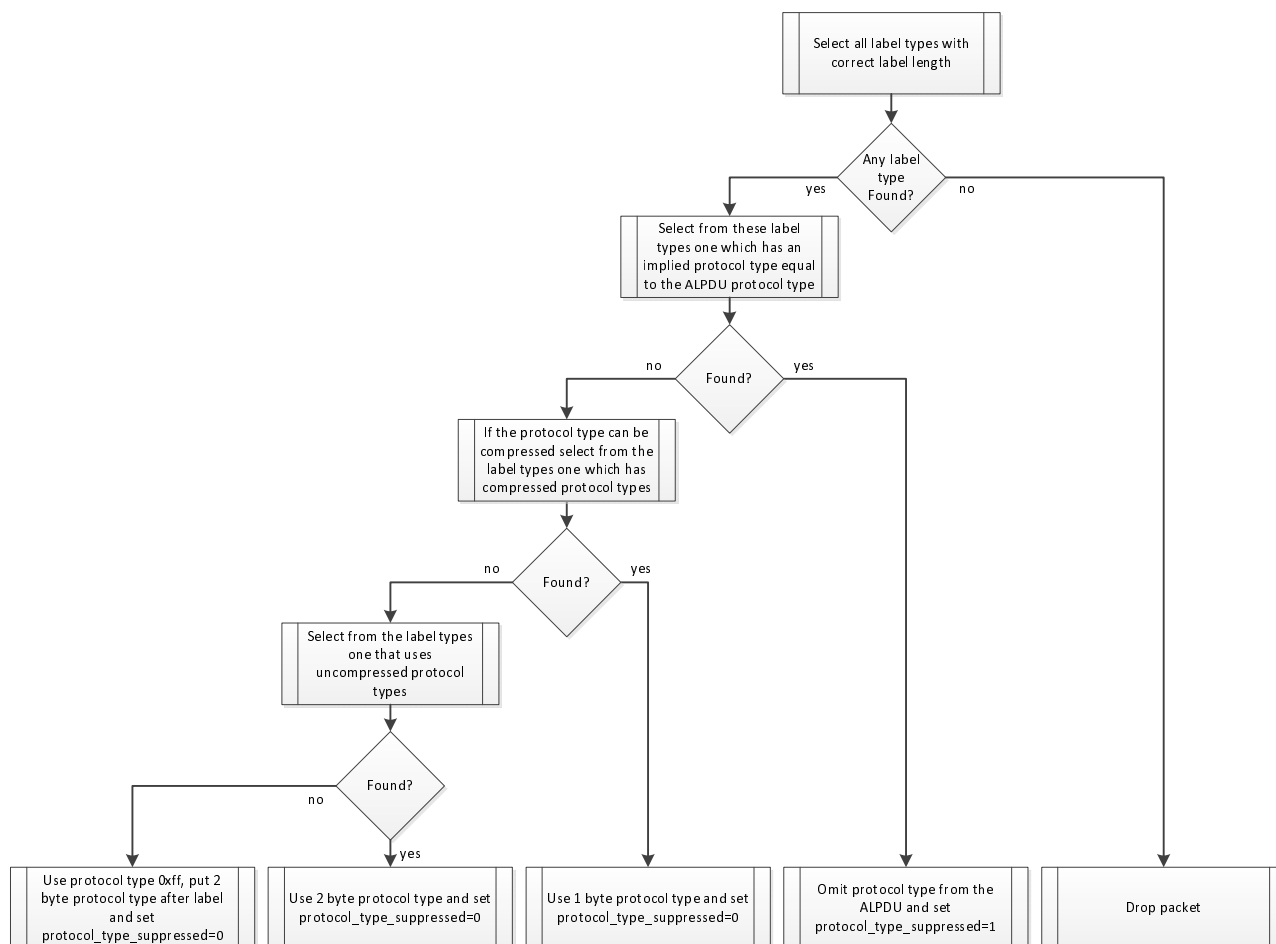 Select all label types with
correct label length
Any label
type
Found?
yes
no
Select from these label
types one which has an
implied protocol type equal
to the ALPDU protocol type
no
Found?
yes
If the protocol type can be
compressed select from the
label types one which has
compressed protocol types
no
Found?
yes
Select from the label types
one that uses
uncompressed protocol
types
Found?
no
yes
Use protocol type 0xff, put 2
byte protocol type after label
and set
protocol_type_suppressed=0
Use 2 byte protocol type and set
protocol_type_suppressed=0
Use 1 byte protocol type and set
protocol_type_suppressed=0
Omit protocol type from the
ALPDU and set
protocol_type_suppressed=1
Drop packet